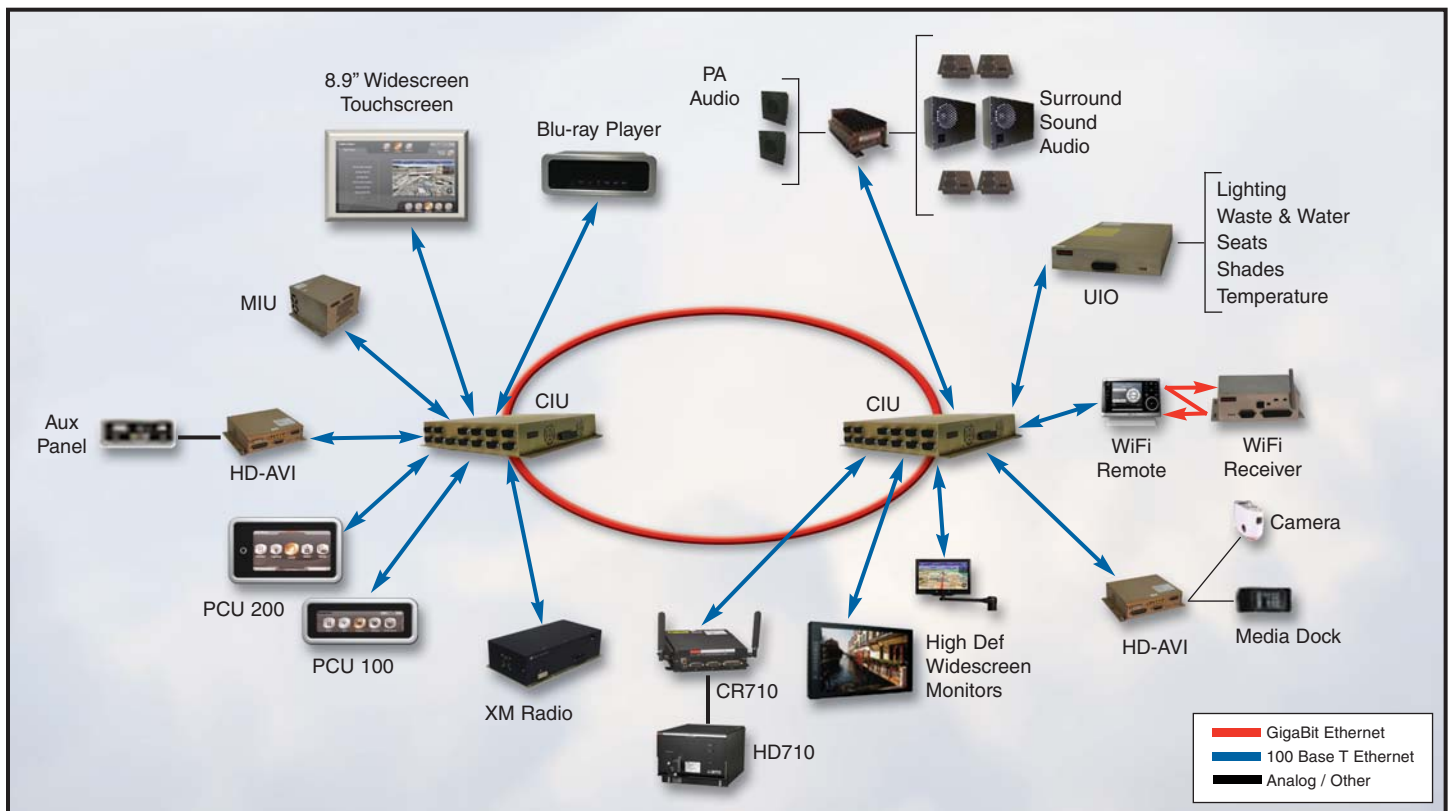 8.9” Widescreen
Touchscreen
Blu-ray Player
PA
Audio
Surround
Sound
Audio
Lighting
Waste & Water
Seats
Shades
Temperature
UIO
MIU
CIU
CIU
Aux
Panel
HD-AVI
WiFi
Remote
WiFi
Receiver
PCU 200
PCU 100
XM Radio
CR710
HD710
High Def
Widescreen
Monitors
Camera
HD-AVI
Media Dock
GigaBit Ethernet
100 Base T Ethernet
Analog / Other